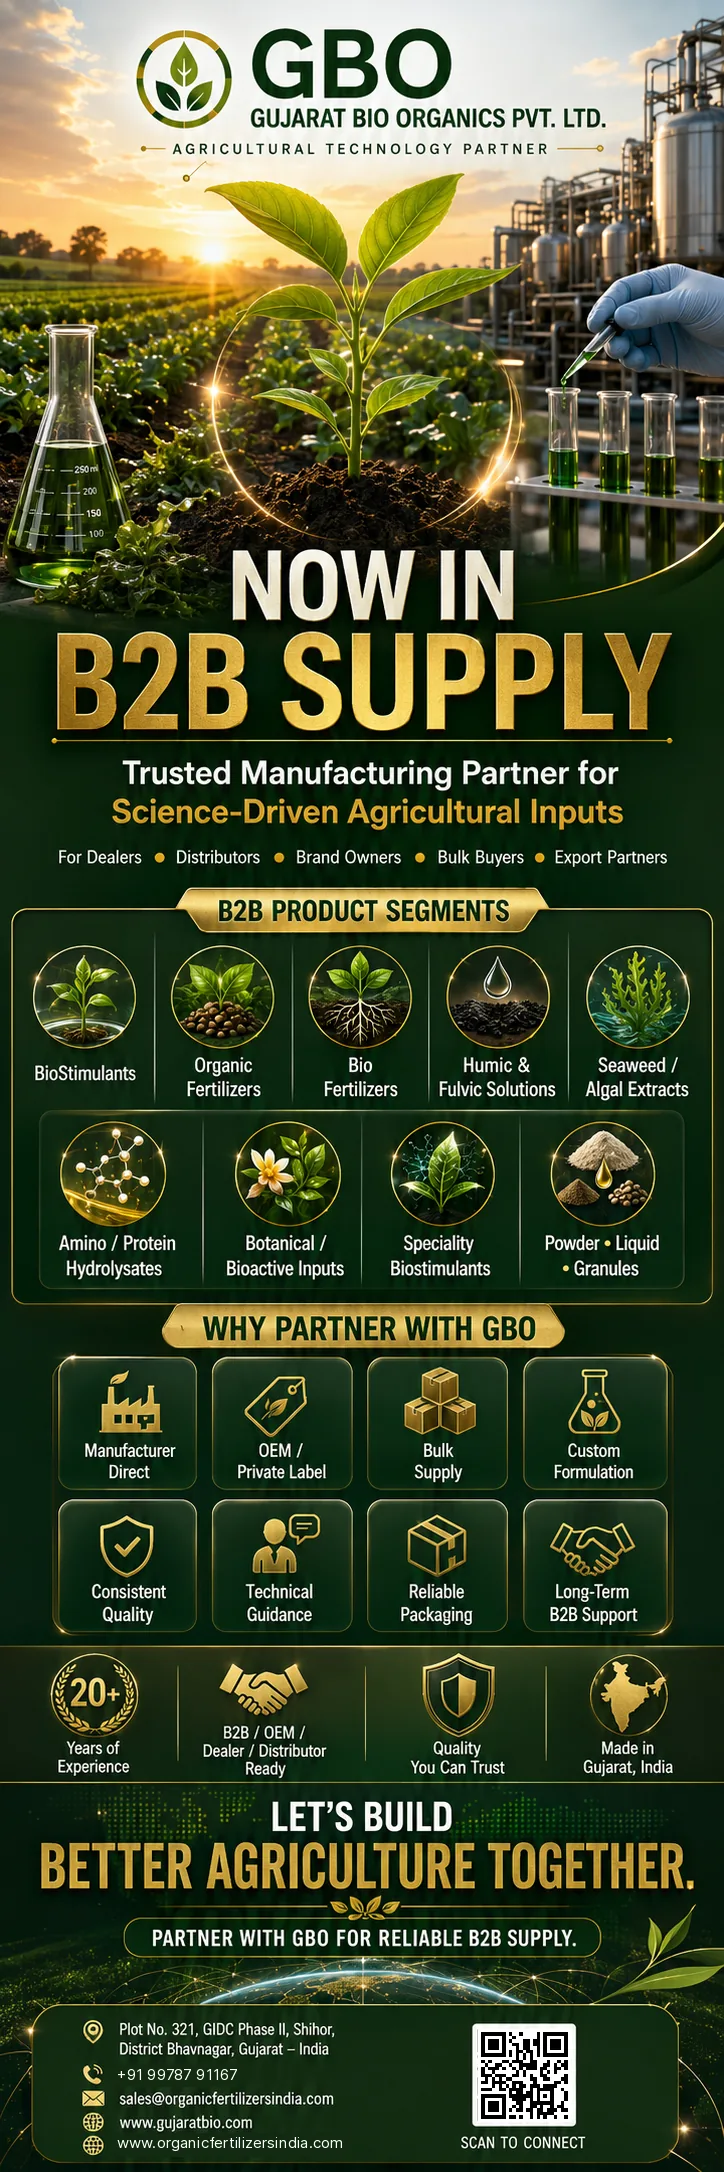 GBO
GUJARAT BIO ORGANICS PVT. LTD.
AGRICULTURAL TECHNOLOGY PARTNER
250 ml
200
150
100
NOW IN
B2B SUPPLY
Trusted Manufacturing Partner for
Science-Driven Agricultural Inputs
For Dealers • Distributors • Brand Owners • Bulk Buyers • Export Partners
B2B PRODUCT SEGMENTS
BioStimulants
Organic
Fertilizers
Bio
Fertilizers
Humic &
Fulvic Solutions
Seaweed /
Algal Extracts
Amino / Protein
Hydrolysates
Botanical /
Bioactive Inputs
Speciality
Biostimulants
Powder • Liquid
• Granules
WHY PARTNER WITH GBO
Manufacturer
Direct
OEM /
Private Label
Bulk
Supply
Custom
Formulation
Consistent
Quality
Technical
Guidance
Reliable
Packaging
Long-Term
B2B Support
20+
Years of
Experience
B2B / OEM /
Dealer / Distributor
Ready
Quality
You Can Trust
Made in
Gujarat, India
LET'S BUILD
BETTER AGRICULTURE TOGETHER.
PARTNER WITH GBO FOR RELIABLE B2B SUPPLY.
Plot No. 321, GIDC Phase II, Shihor,
District Bhavnagar, Gujarat – India
+91 99787 91167
sales@organicfertilizersindia.com
www.gujaratbio.com
www.organicfertilizersindia.com
SCAN TO CONNECT